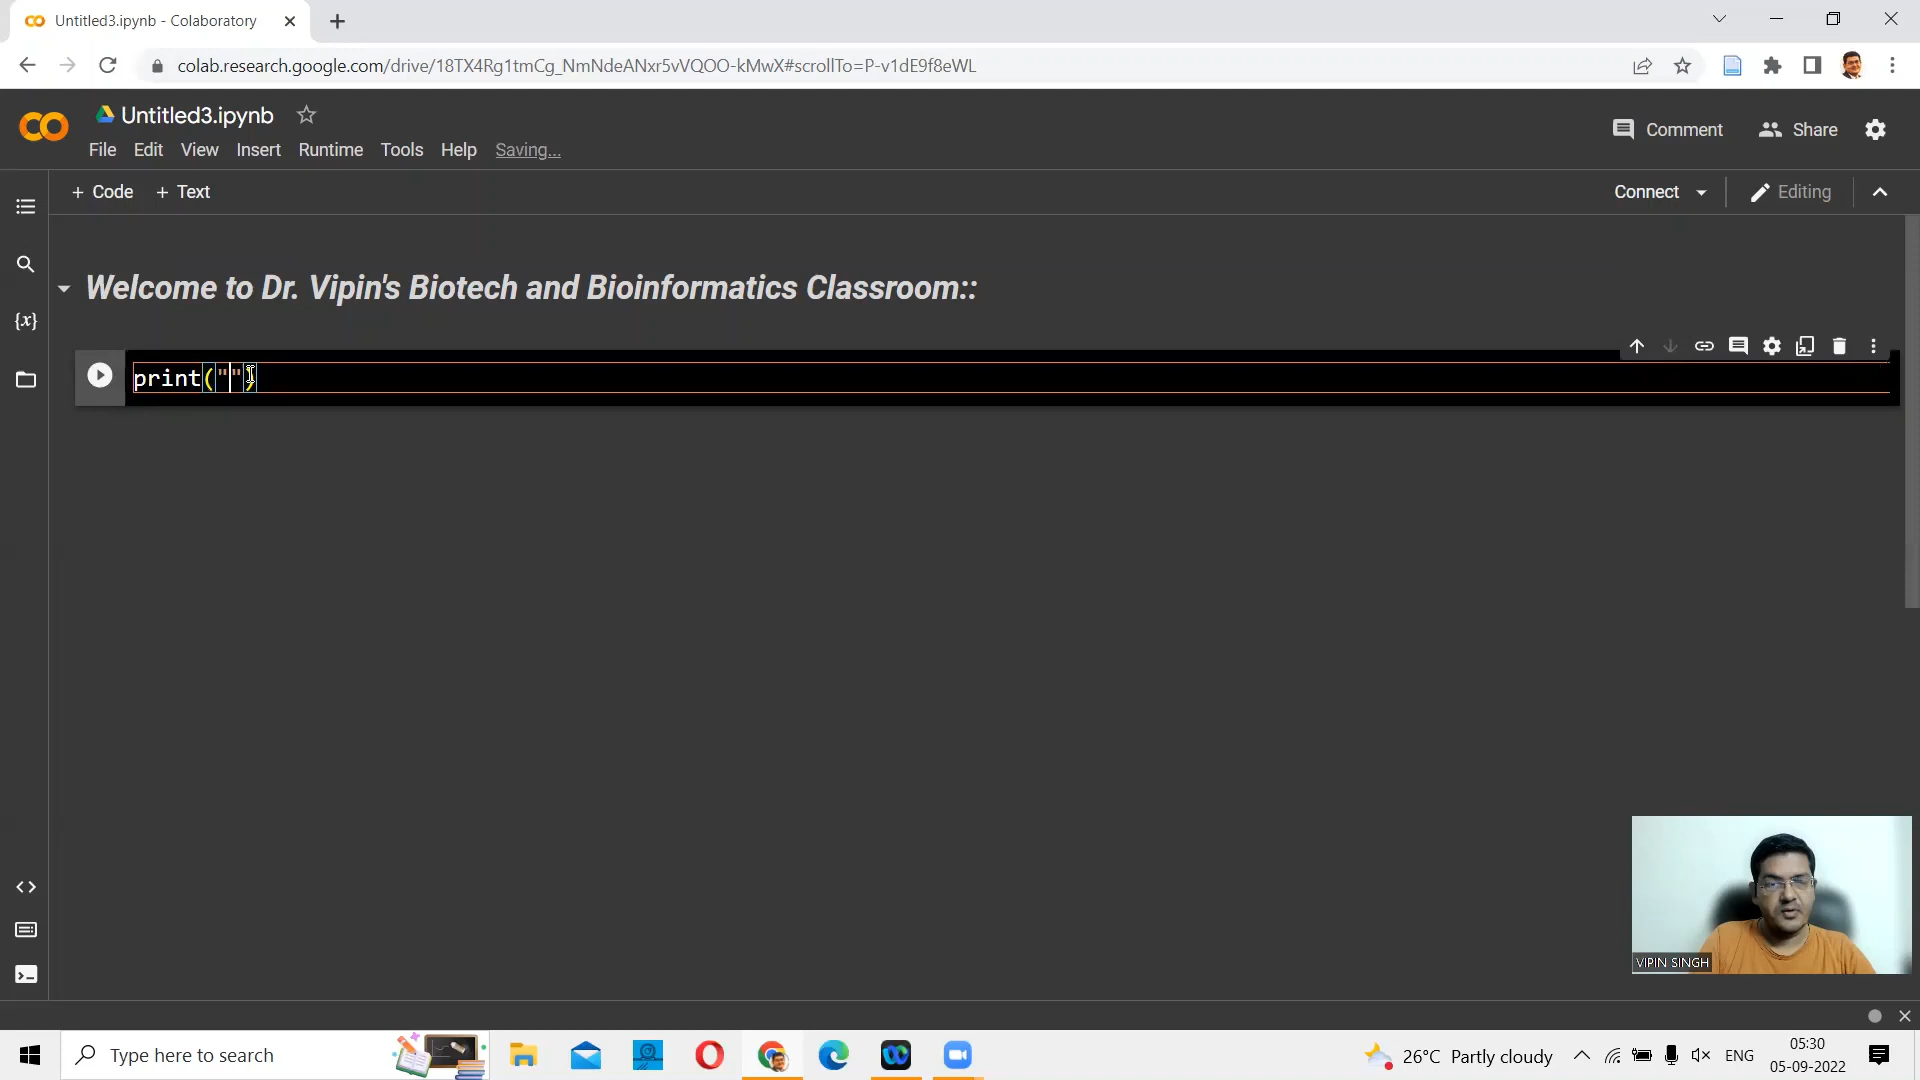 Untitled3.ipynb - Colaboratory
colab.research.google.com/drive/18TX4Rg1tmCg_NmNdeANxr5vVQOO-kMwX#scrollTo=P-v1dE9f8eWL
Untitled3.ipynb
Comment Share
File Edit View Insert Runtime Tools Help Saving...
+ Code + Text Connect Editing
{x}
Welcome to Dr. Vipin's Biotech and Bioinformatics Classroom::
print("")
VIPIN SINGH
Type here to search
26°C Partly cloudy ENG
05:30
05-09-2022